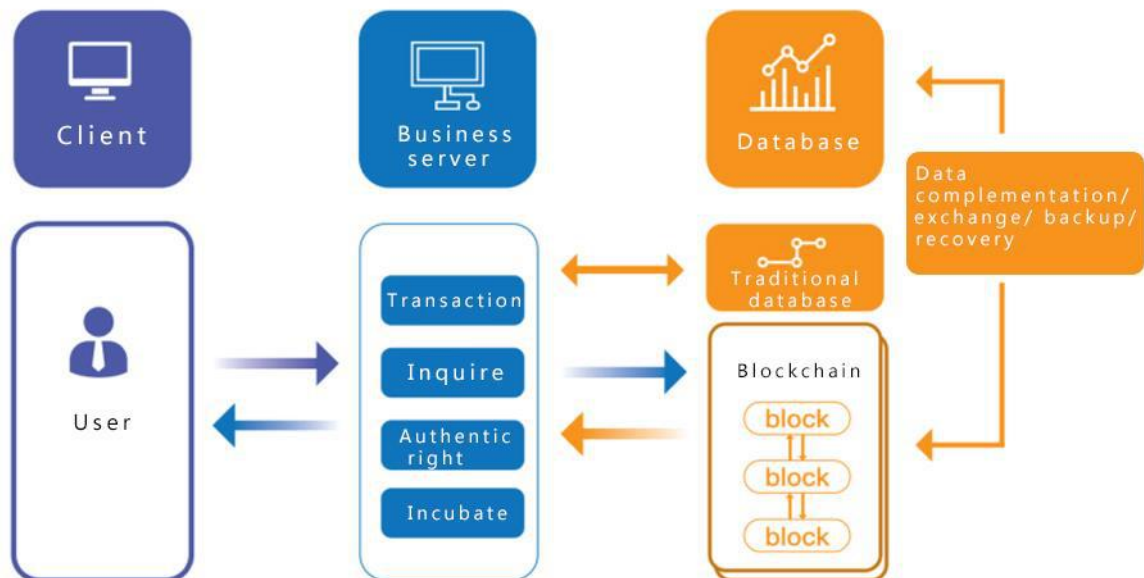 Client
Business
server
Database
Data
complementation/
exchange/ backup/
recovery
User
Transaction
Inquire
Authentic
right
Incubate
Traditional
database
Blockchain
block
block
block